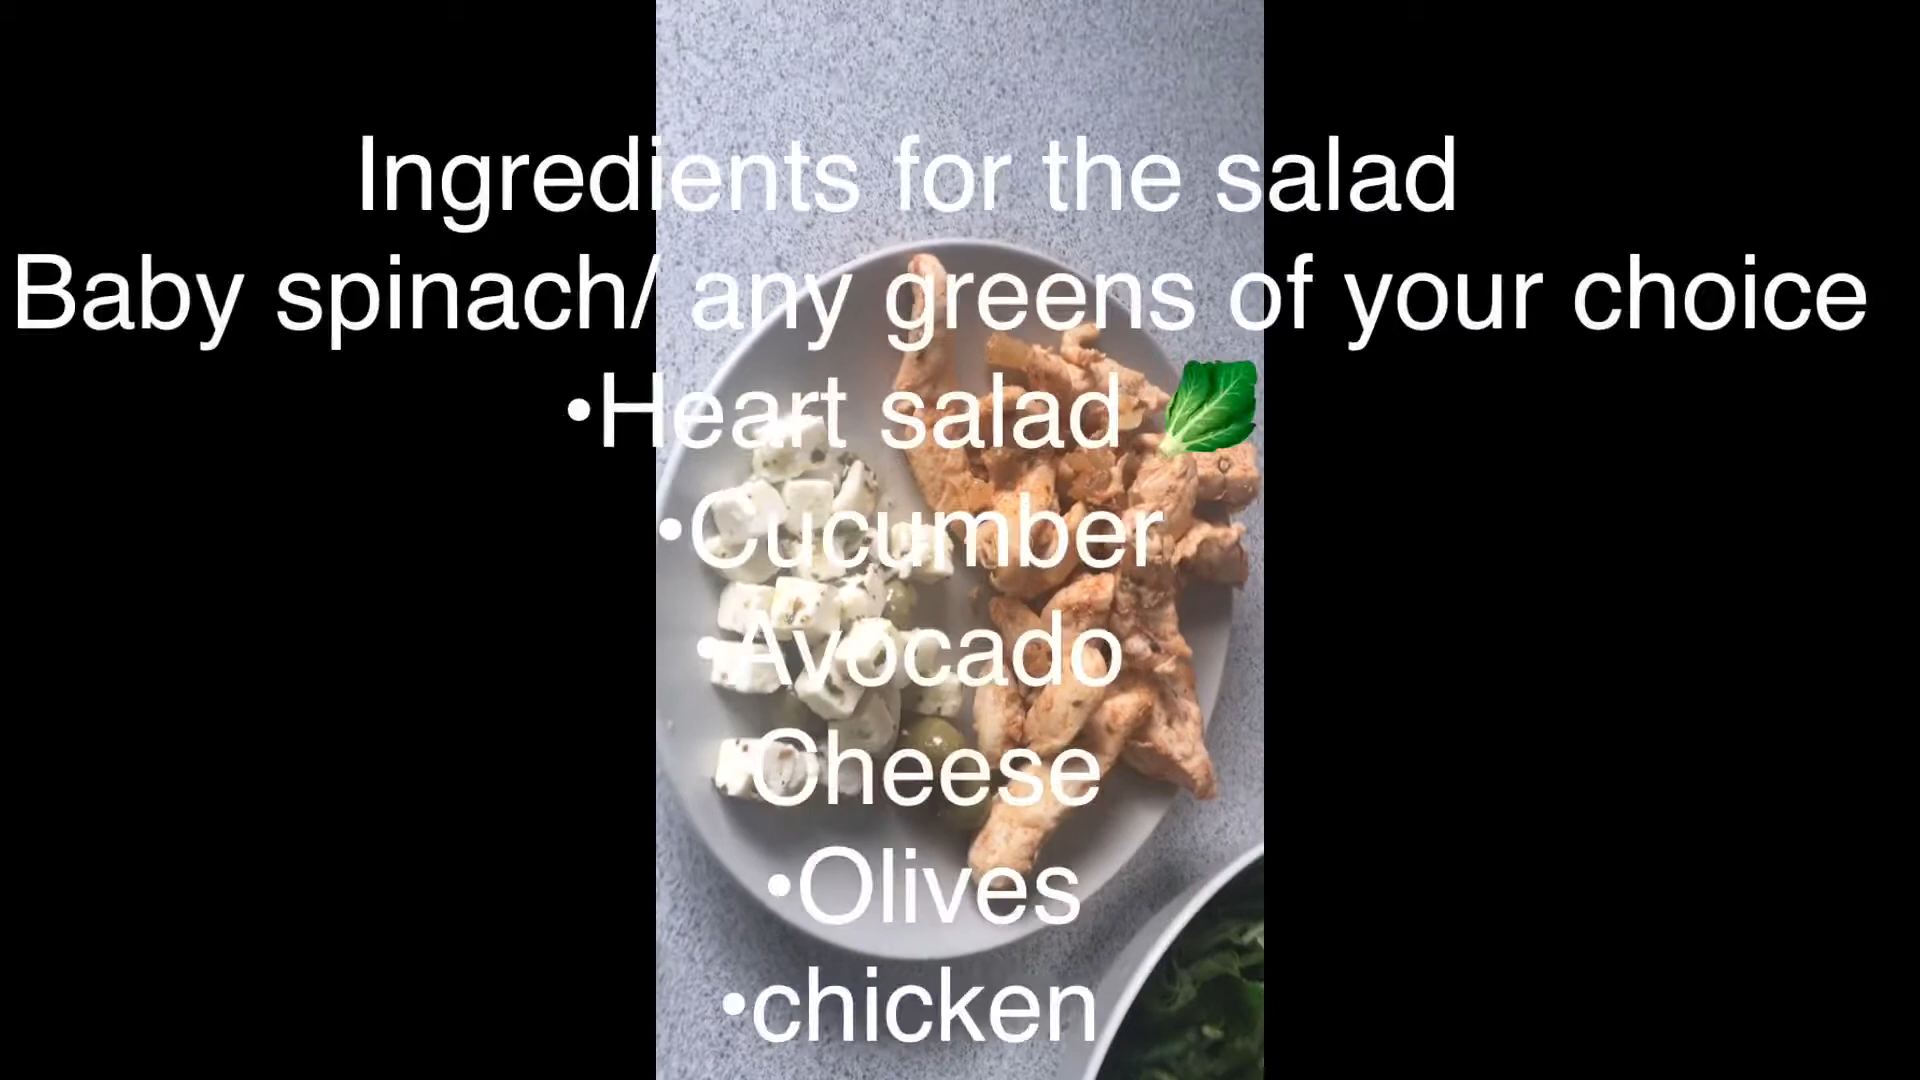 Ingredients for the salad
Baby spinach/ any greens of your choice
•Heart salad 🥬
•Cucumber
•Avocado
•Cheese
•Olives
•chicken